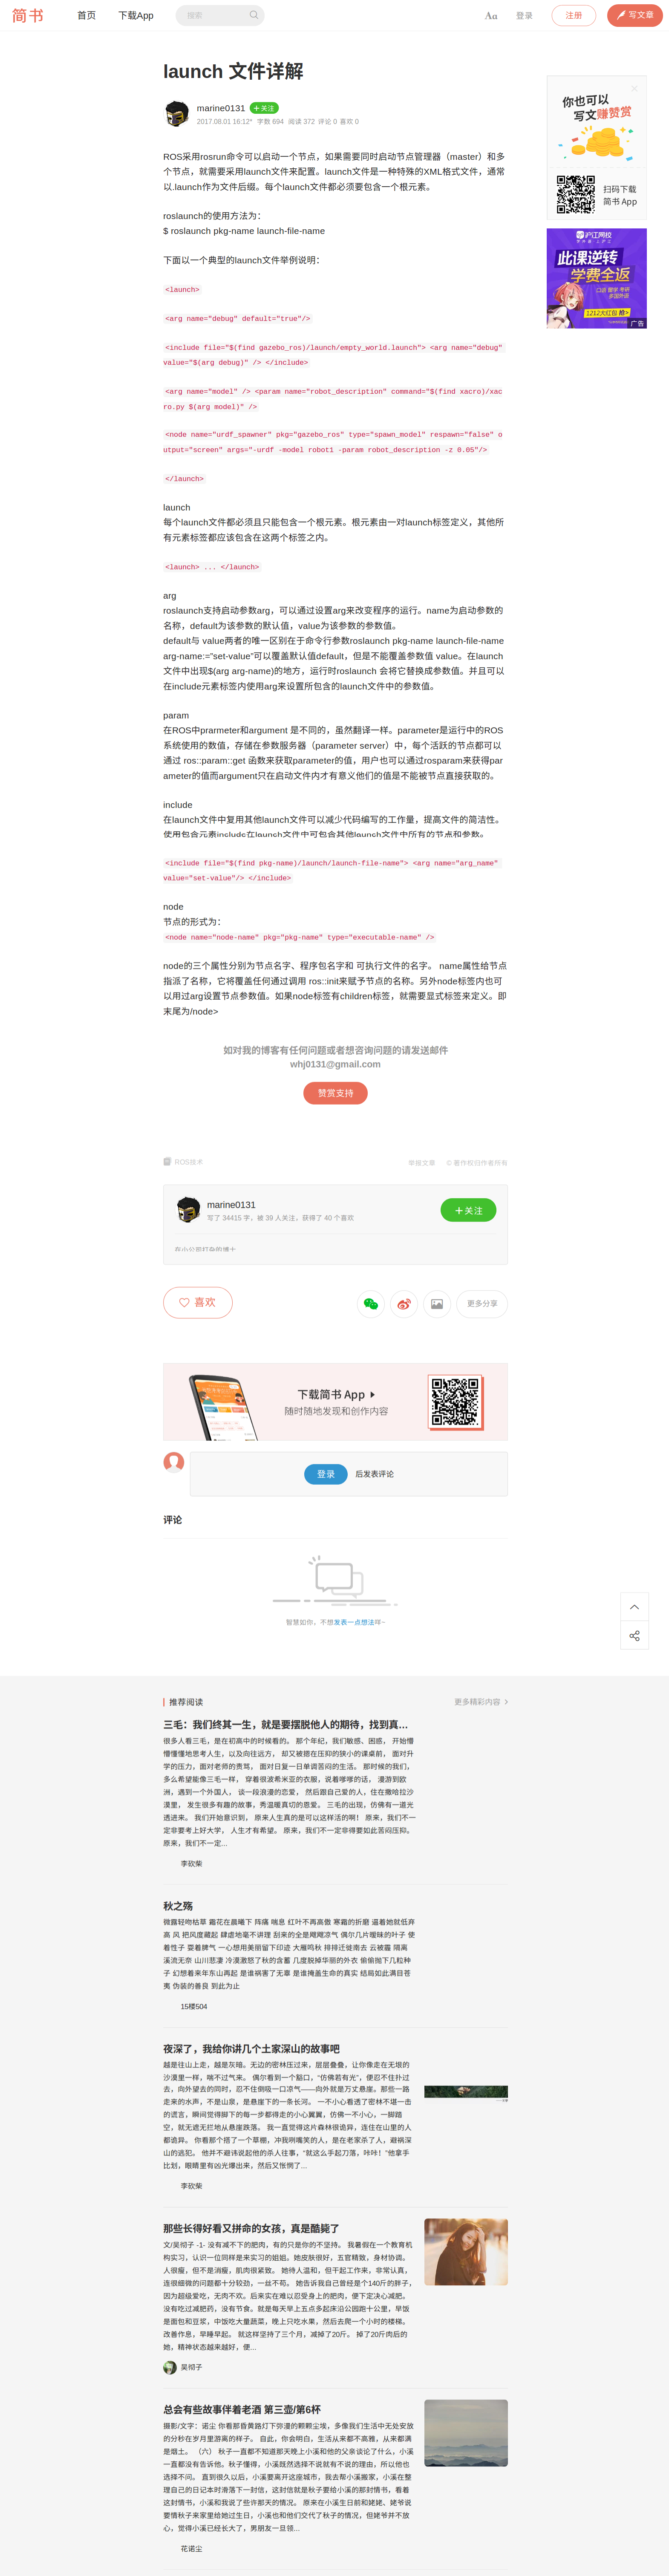 简书
首页
下载App
搜索
Aa
登录
注册
写文章
launch 文件详解
marine0131
+关注
2017.08.01 16:12* 字数 694 阅读 372 评论 0 喜欢 0
ROS采用rosrun命令可以启动一个节点，如果需要同时启动节点管理器（master）和多
个节点，就需要采用launch文件来配置。launch文件是一种特殊的XML格式文件，通常
以.launch作为文件后缀。每个launch文件都必须要包含一个根元素。
roslaunch的使用方法为：
$ roslaunch pkg-name launch-file-name
下面以一个典型的launch文件举例说明：
<launch>
<arg name="debug" default="true"/>
<include file="$(find gazebo_ros)/launch/empty_world.launch"> <arg name="debug"
value="$(arg debug)" /> </include>
<arg name="model" /> <param name="robot_description" command="$(find xacro)/xac
ro.py $(arg model)" />
<node name="urdf_spawner" pkg="gazebo_ros" type="spawn_model" respawn="false" o
utput="screen" args="-urdf -model robot1 -param robot_description -z 0.05"/>
</launch>
launch
每个launch文件都必须且只能包含一个根元素。根元素由一对launch标签定义，其他所
有元素标签都应该包含在这两个标签之内。
<launch> ... </launch>
arg
roslaunch支持启动参数arg，可以通过设置arg来改变程序的运行。name为启动参数的
名称，default为该参数的默认值，value为该参数的参数值。
default与 value两者的唯一区别在于命令行参数roslaunch pkg-name launch-file-name
arg-name:="set-value"可以覆盖默认值default，但是不能覆盖参数值 value。在launch
文件中出现$(arg arg-name)的地方，运行时roslaunch 会将它替换成参数值。并且可以
在include元素标签内使用arg来设置所包含的launch文件中的参数值。
param
在ROS中prarmeter和argument 是不同的，虽然翻译一样。parameter是运行中的ROS
系统使用的数值，存储在参数服务器（parameter server）中，每个活跃的节点都可以
通过 ros::param::get 函数来获取parameter的值，用户也可以通过rosparam来获得par
ameter的值而argument只在启动文件内才有意义他们的值是不能被节点直接获取的。
include
在launch文件中复用其他launch文件可以减少代码编写的工作量，提高文件的简洁性。
使用包含元素include在launch文件中可包含其他launch文件中所有的节点和参数。
<include file="$(find pkg-name)/launch/launch-file-name"> <arg name="arg_name"
value="set-value"/> </include>
node
节点的形式为：
<node name="node-name" pkg="pkg-name" type="executable-name" />
node的三个属性分别为节点名字、程序包名字和 可执行文件的名字。 name属性给节点
指派了名称，它将覆盖任何通过调用 ros::init来赋予节点的名称。另外node标签内也可
以用过arg设置节点参数值。如果node标签有children标签，就需要显式标签来定义。即
末尾为/node>
如对我的博客有任何问题或者想咨询问题的请发送邮件
whj0131@gmail.com
赞赏支持
ROS技术
举报文章
© 著作权归作者所有
marine0131
写了 34415 字，被 39 人关注，获得了 40 个喜欢
+关注
在小公司打杂的博士
喜欢
更多分享
下载简书 App
随时随地发现和创作内容
登录
后发表评论
评论
智慧如你，不想发表一点想法咩~
你也可以
写文赚赞赏
扫码下载
简书 App
沪江网校
此课逆转
学费全返
口语 留学 考研
多国外语
1212大红包 抢>
广告
推荐阅读
更多精彩内容
三毛：我们终其一生，就是要摆脱他人的期待，找到真...
很多人看三毛，是在初高中的时候看的。 那个年纪，我们敏感、困惑， 开始懵
懵懂懂地思考人生，以及向往远方， 却又被摁在压抑的狭小的课桌前， 面对升
学的压力，面对老师的责骂， 面对日复一日单调苦闷的生活。 那时候的我们，
多么希望能像三毛一样， 穿着很波希米亚的衣服，说着嗲嗲的话， 漫游到欧
洲，遇到一个外国人， 谈一段浪漫的恋爱， 然后跟自己爱的人，住在撒哈拉沙
漠里， 发生很多有趣的故事，秀温暖真切的恩爱。 三毛的出现，仿佛有一道光
透进来。 我们开始意识到， 原来人生真的是可以这样活的啊！ 原来，我们不一
定非要考上好大学， 人生才有希望。 原来，我们不一定非得要如此苦闷压抑。
原来，我们不一定...
李砍柴
秋之殇
微露轻吻枯草 霜花在晨曦下 阵痛 喘息 红叶不再高傲 寒霜的折磨 逼着她就低弃
高 风 把风度藏起 肆虐地毫不讲理 刮来的全是飕飕凉气 偶尔几片暧昧的叶子 使
着性子 耍着脾气 一心想用美丽留下印迹 大雁鸣秋 排排迁徙南去 云被霾 隔离
溪流无奈 山川悲凄 冷漠激怒了秋的含蓄 几度脱掉华丽的外衣 偷偷抛下几粒种
子 幻想着来年东山再起 是谁祸害了无辜 是谁掩盖生命的真实 结局如此满目苍
夷 伪装的善良 到此为止
15楼504
夜深了，我给你讲几个土家深山的故事吧
越是往山上走，越是灰暗。无边的密林压过来，层层叠叠，让你像走在无垠的
沙漠里一样，喘不过气来。 偶尔看到一个豁口，“仿佛若有光”，便忍不住扑过
去，向外望去的同时，忍不住倒吸一口凉气——向外就是万丈悬崖。那些一路
走来的水声，不是山泉，是悬崖下的一条长河。 一不小心看透了密林不堪一击
的谎言，瞬间觉得脚下的每一步都得走的小心翼翼，仿佛一不小心，一脚踏
空，就无遮无拦地从悬崖跌落。 我一直觉得这片森林很诡异，连住在山里的人
都诡异。 你看那个搭了一个草棚，冲我咧嘴笑的人，是在老家杀了人，避祸深
山的逃犯。 他并不避讳说起他的杀人往事，“就这么手起刀落，咔咔！”他拿手
比划，眼睛里有凶光爆出来，然后又怅惘了...
李砍柴
那些长得好看又拼命的女孩，真是酷毙了
文/吴彻子 -1- 没有减不下的肥肉，有的只是你的不坚持。 我暑假在一个教育机
构实习，认识一位同样是来实习的姐姐。她皮肤很好，五官精致，身材协调。
人很瘦，但不是消瘦，肌肉很紧致。 她待人温和，但干起工作来，非常认真，
连很细微的问题都十分较劲，一丝不苟。 她告诉我自己曾经是个140斤的胖子，
因为超级爱吃，无肉不欢。后来实在难以忍受身上的肥肉，便下定决心减肥。
没有吃过减肥药，没有节食。就是每天早上五点多起床沿公园跑十公里，早饭
是面包和豆浆，中饭吃大量蔬菜，晚上只吃水果，然后去爬一个小时的楼梯。
改善作息，早睡早起。 就这样坚持了三个月，减掉了20斤。 掉了20斤肉后的
她，精神状态越来越好，便...
吴彻子
总会有些故事伴着老酒 第三壶/第6杯
摄影/文字：诺尘 你看那昏黄路灯下弥漫的颗颗尘埃，多像我们生活中无处安放
的分秒在岁月里游离的样子。 自此，你会明白，生活从来都不高雅，从来都满
是烟土。 （六） 秋子一直都不知道那天晚上小溪和他的父亲谈论了什么，小溪
一直都没有告诉他。秋子懂得，小溪既然选择不说就有不说的理由，所以他也
选择不问。 直到很久以后，小溪要离开这座城市，我去帮小溪搬家，小溪在整
理自己的日记本时滑落下一封信，这封信就是秋子要给小溪的那封情书，看着
这封情书，小溪和我说了些许那天的情况。 原来在小溪生日前和姥姥、姥爷说
要情秋子来家里给她过生日，小溪也和他们交代了秋子的情况，但姥爷并不放
心，觉得小溪已经长大了，男朋友一旦领...
花诺尘